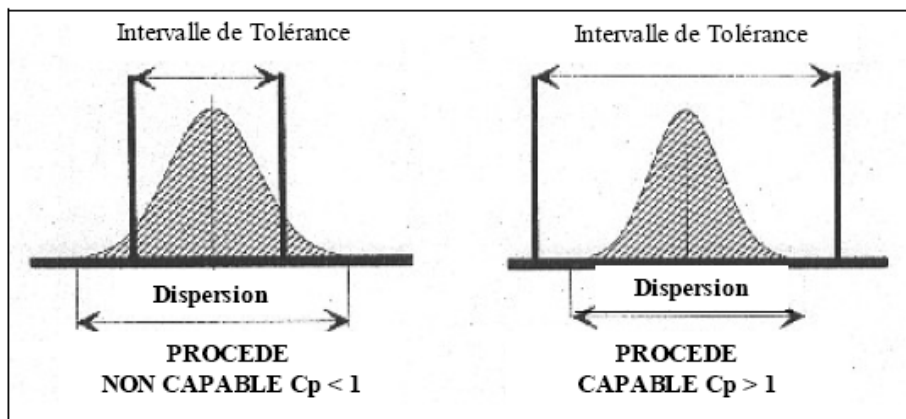 Intervalle de Tolérance
Dispersion
PROCEDE
NON CAPABLE Cp < 1
Intervalle de Tolérance
Dispersion
PROCEDE
CAPABLE Cp > 1